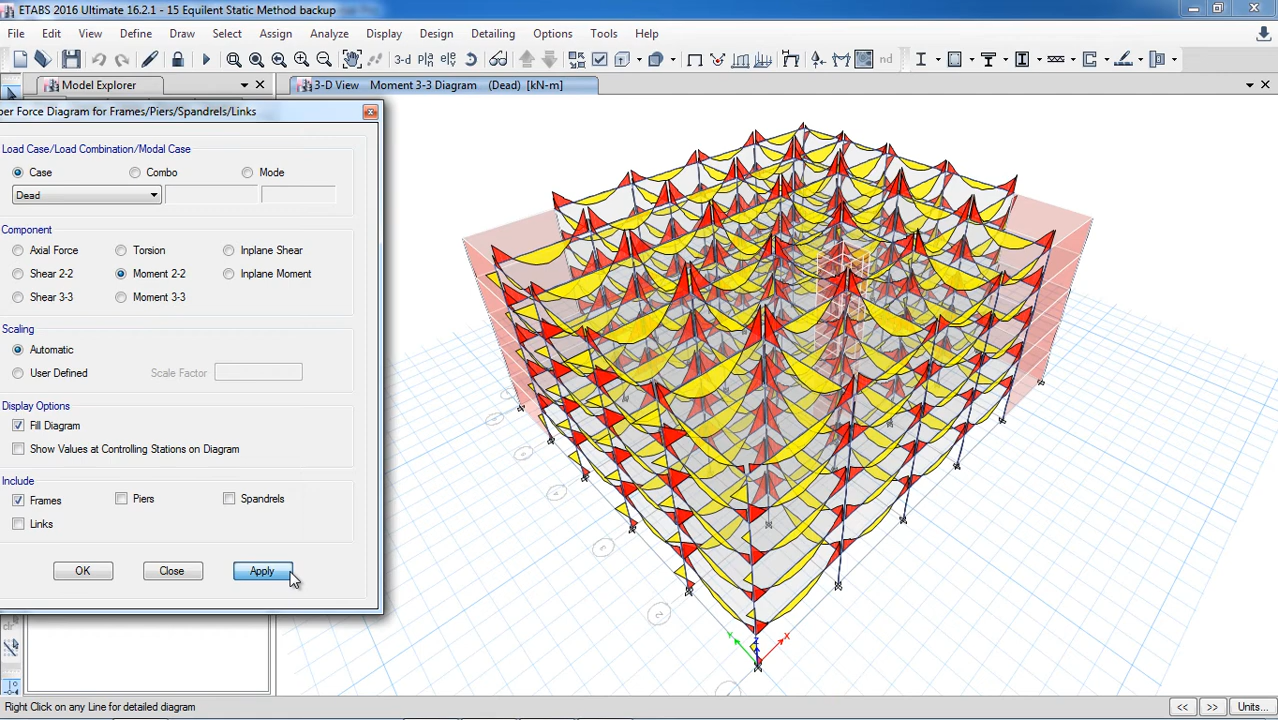 ETABS 2016 Ultimate 16.2.1 - 15 Equilent Static Method backup
File Edit View Define Draw Select Assign Analyze Display Design Detailing Options Tools Help
3-d nd
Model Explorer
3-D View Moment 3-3 Diagram (Dead) [kN-m]
ber Force Diagram for Frames/Piers/Spandrels/Links
Load Case/Load Combination/Modal Case
Case Combo Mode
Dead
Component
Axial Force Torsion Inplane Shear
Shear 2-2 Moment 2-2 Inplane Moment
Shear 3-3 Moment 3-3
Scaling
Automatic
User Defined Scale Factor
Display Options
Fill Diagram
Show Values at Controlling Stations on Diagram
Include
Frames Piers Spandrels
Links
OK Close Apply
Y Z X
Right Click on any Line for detailed diagram
<< >> Units...